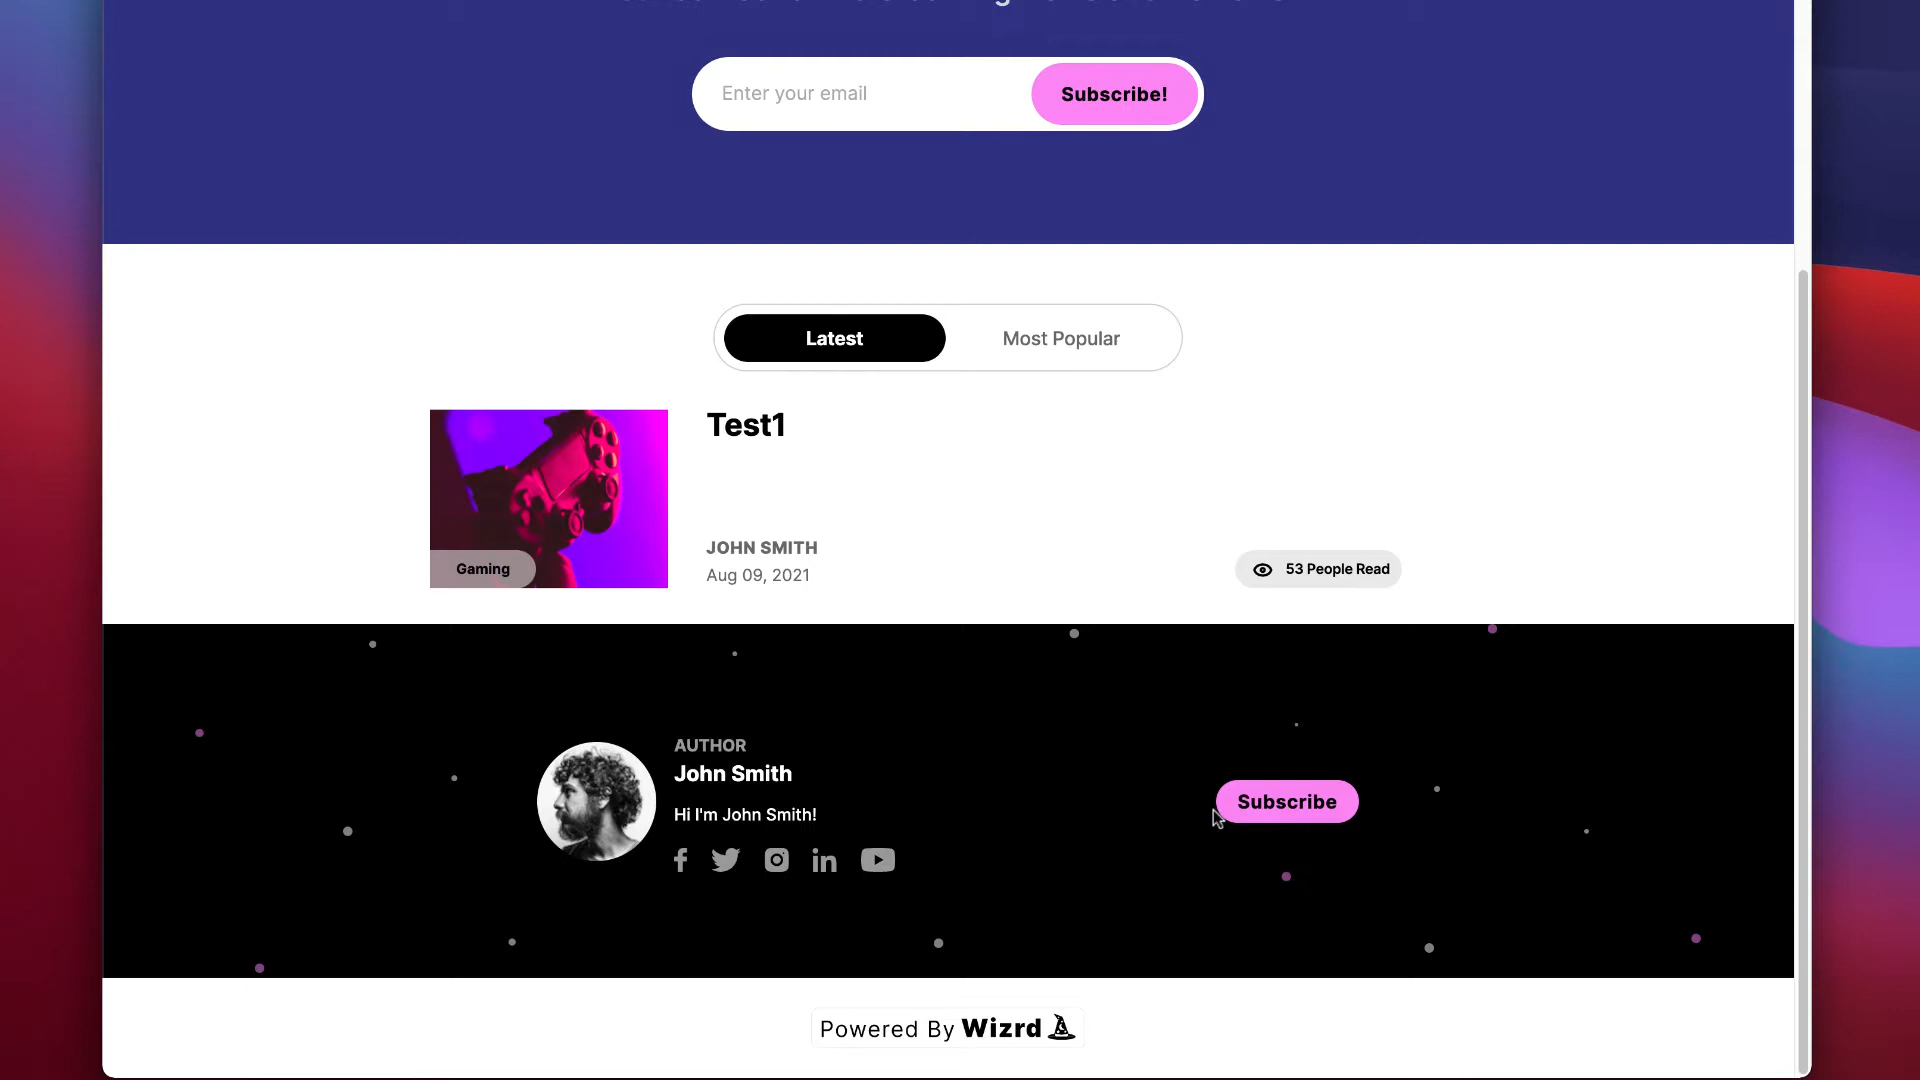 Enter your email
Subscribe!
Latest
Most Popular
Test1
JOHN SMITH
Aug 09, 2021
Gaming
53 People Read
AUTHOR
John Smith
Hi I'm John Smith!
Subscribe
Powered By Wizrd